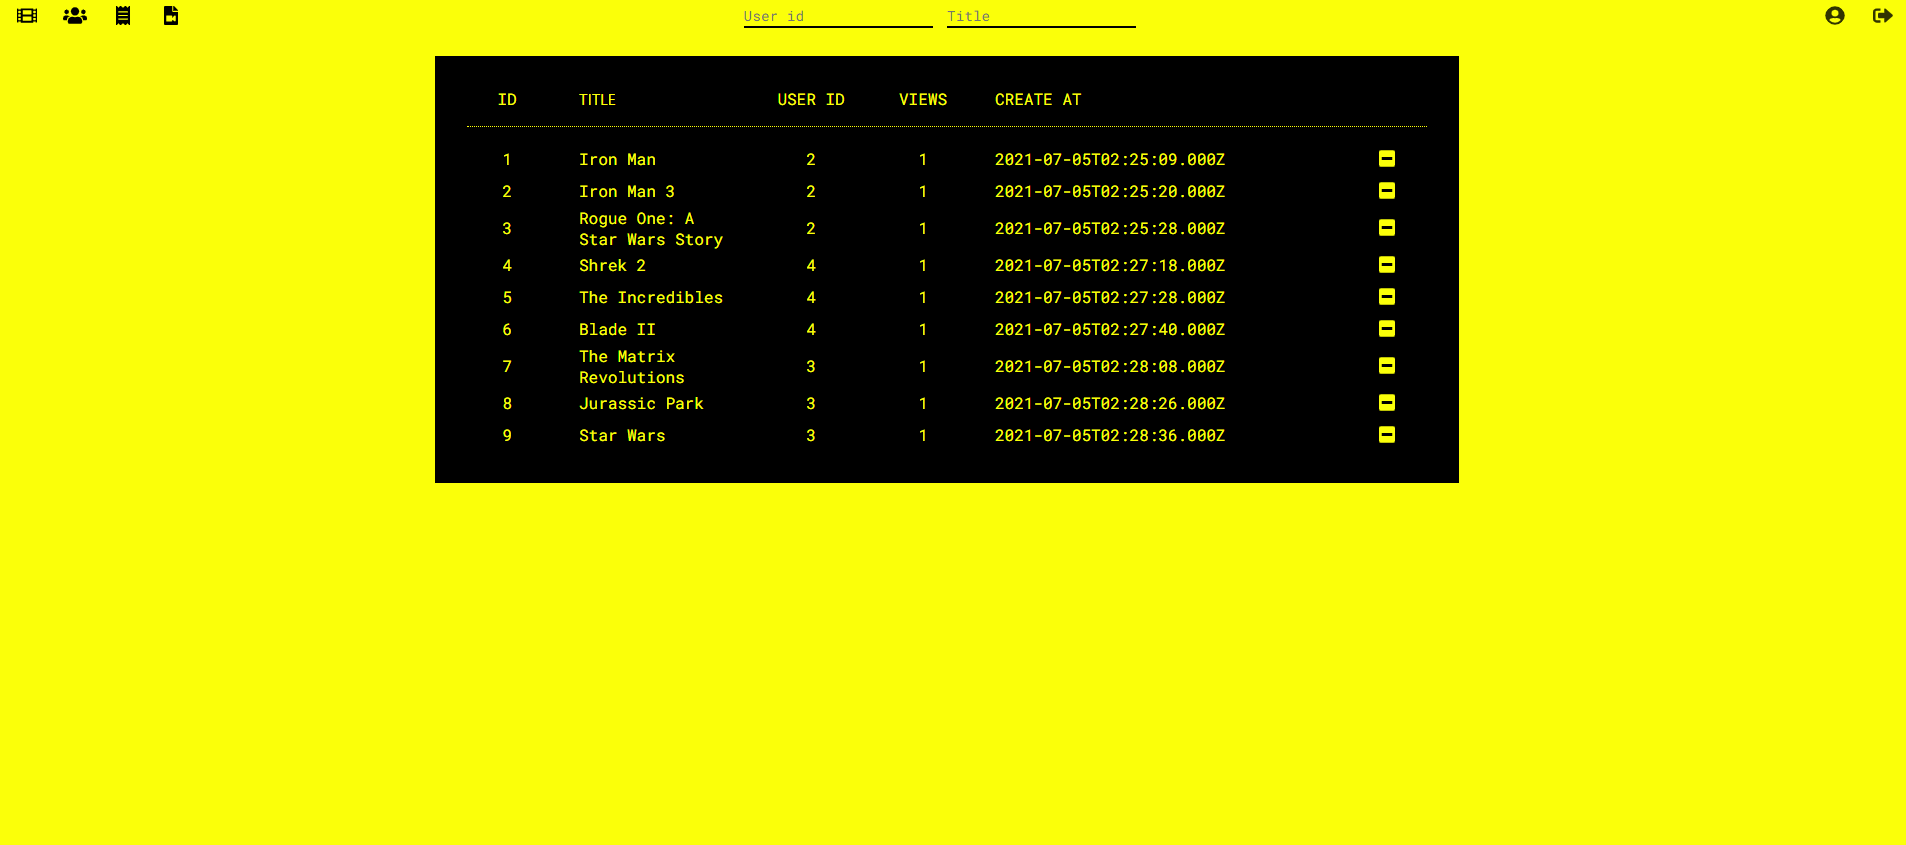 User id Title
ID TITLE USER ID VIEWS CREATE AT
1 Iron Man 2 1 2021-07-05T02:25:09.000Z
2 Iron Man 3 2 1 2021-07-05T02:25:20.000Z
3 Rogue One: A
Star Wars Story 2 1 2021-07-05T02:25:28.000Z
4 Shrek 2 4 1 2021-07-05T02:27:18.000Z
5 The Incredibles 4 1 2021-07-05T02:27:28.000Z
6 Blade II 4 1 2021-07-05T02:27:40.000Z
7 The Matrix
Revolutions 3 1 2021-07-05T02:28:08.000Z
8 Jurassic Park 3 1 2021-07-05T02:28:26.000Z
9 Star Wars 3 1 2021-07-05T02:28:36.000Z